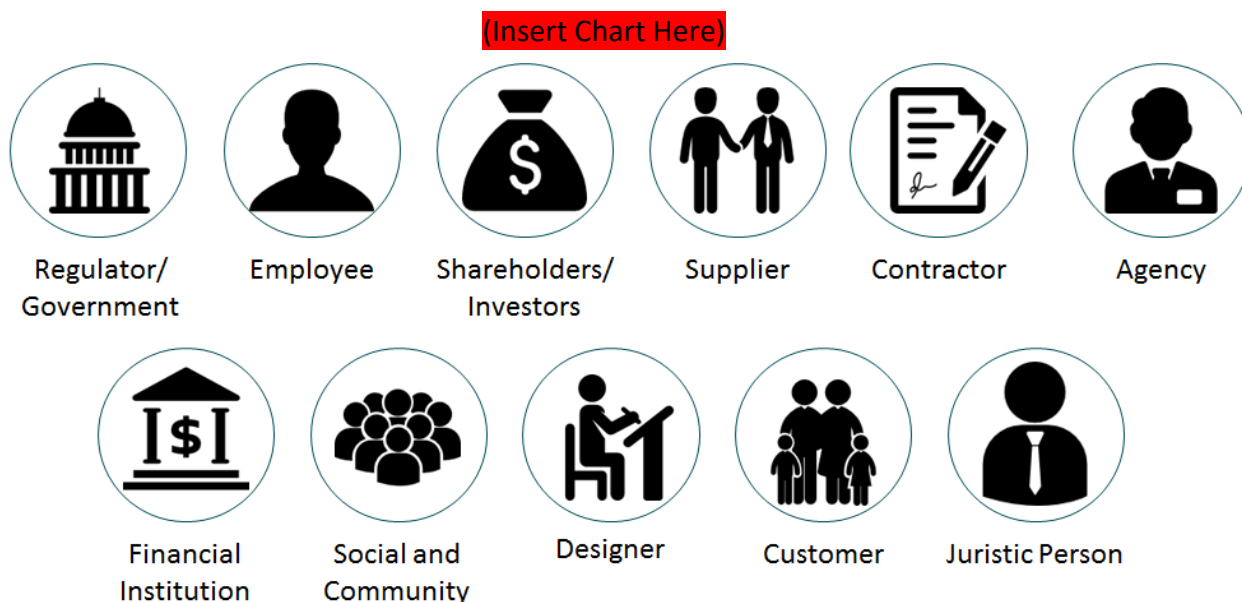 (Insert Chart Here)
$
Regulator/
Government
Employee
Shareholders/
Investors
Supplier
Contractor
Agency
$
Financial
Institution
Social and
Community
Designer
Customer
Juristic Person